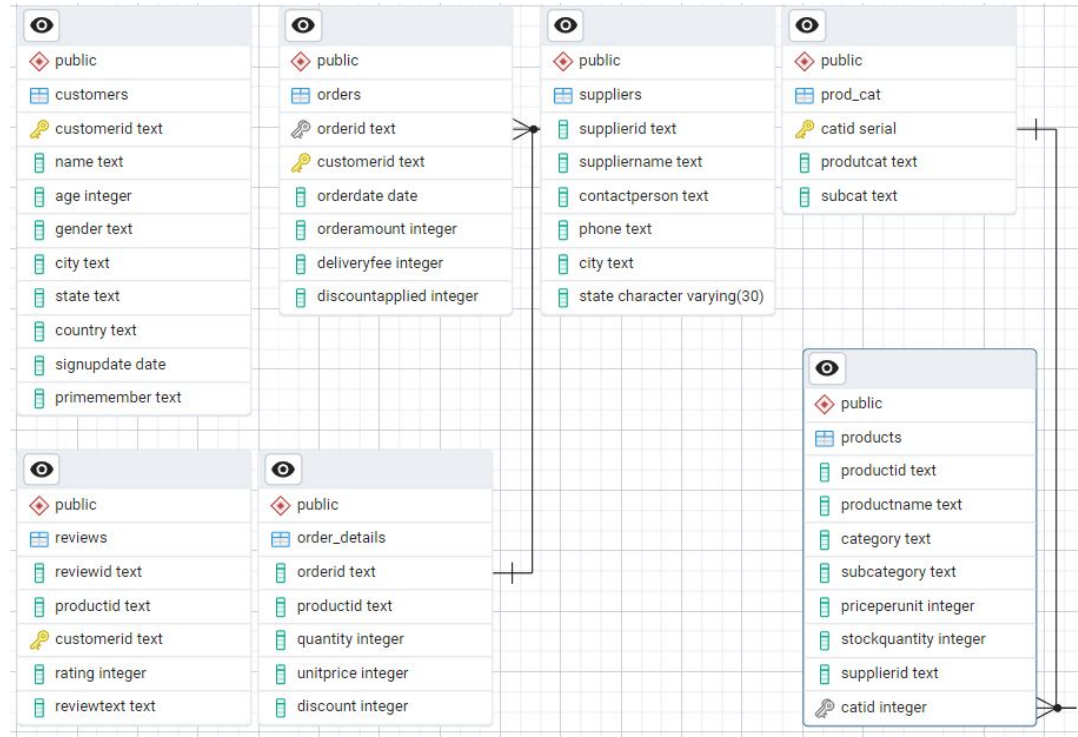 public
customers
customerid text
name text
age integer
gender text
city text
state text
country text
signupdate date
primemember text
public
orders
orderid text
customerid text
orderdate date
orderamount integer
deliveryfee integer
discountapplied integer
public
suppliers
supplierid text
suppliername text
contactperson text
phone text
city text
state character varying(30)
public
prod_cat
catid serial
produtcat text
subcat text
public
reviews
reviewid text
productid text
customerid text
rating integer
reviewtext text
public
order_details
orderid text
productid text
quantity integer
unitprice integer
discount integer
public
products
productid text
productname text
category text
subcategory text
priceperunit integer
stockquantity integer
supplierid text
catid integer